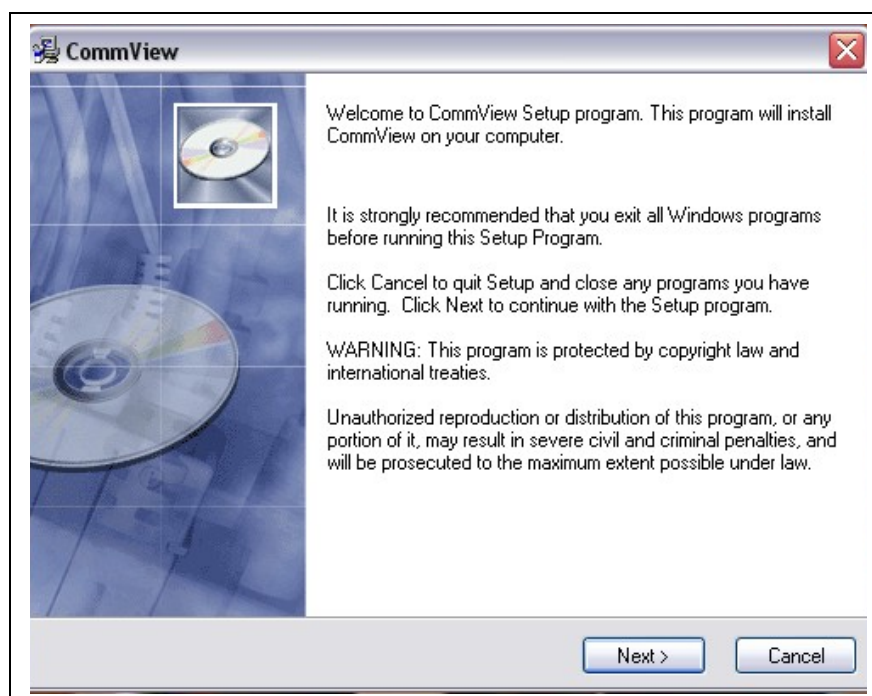 CommView
Welcome to CommView Setup program. This program will install
CommView on your computer.
It is strongly recommended that you exit all Windows programs
before running this Setup Program.
Click Cancel to quit Setup and close any programs you have
running.  Click Next to continue with the Setup program.
WARNING: This program is protected by copyright law and
international treaties.
Unauthorized reproduction or distribution of this program, or any
portion of it, may result in severe civil and criminal penalties, and
will be prosecuted to the maximum extent possible under law.
Next >
Cancel